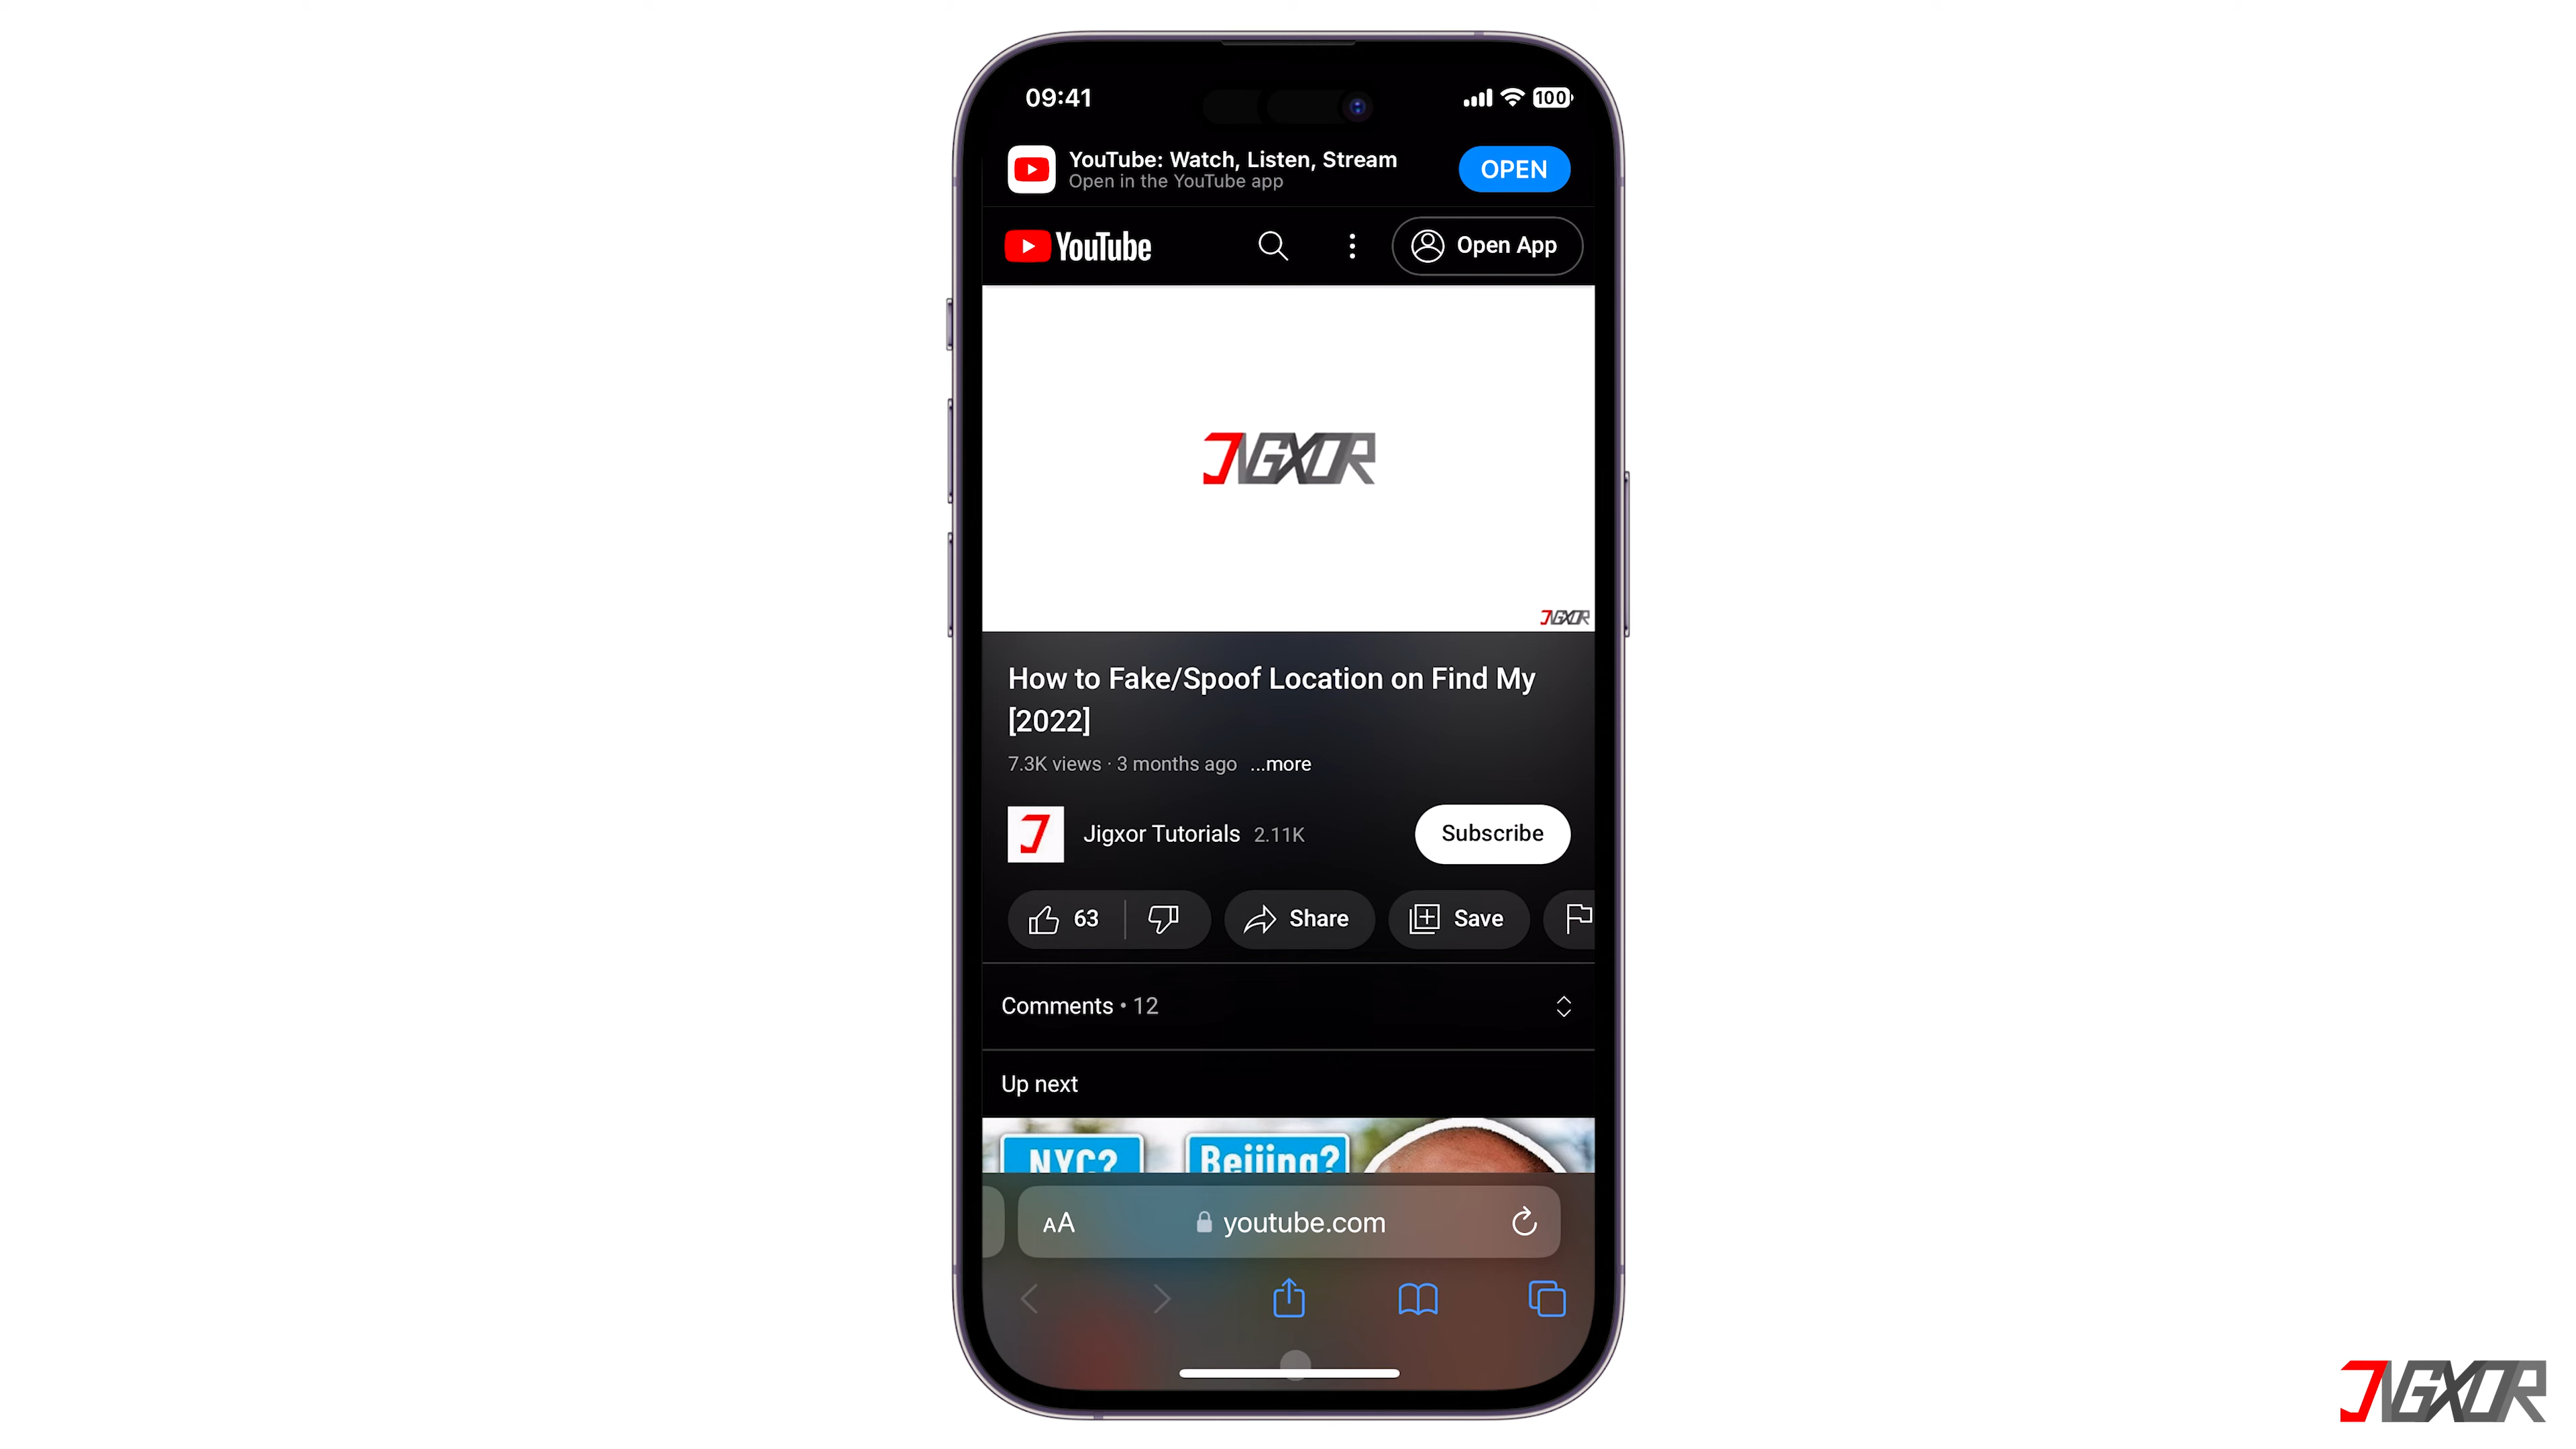 09:41
100
YouTube: Watch, Listen, Stream
Open in the YouTube app
OPEN
YouTube
Open App
JIGXOR
JIGXOR
How to Fake/Spoof Location on Find My
[2022]
7.3K views · 3 months ago ...more
J
Jigxor Tutorials 2.11K
Subscribe
63
Share
Save
Comments • 12
Up next
NYC?
Beijing?
AA
youtube.com
JIGXOR